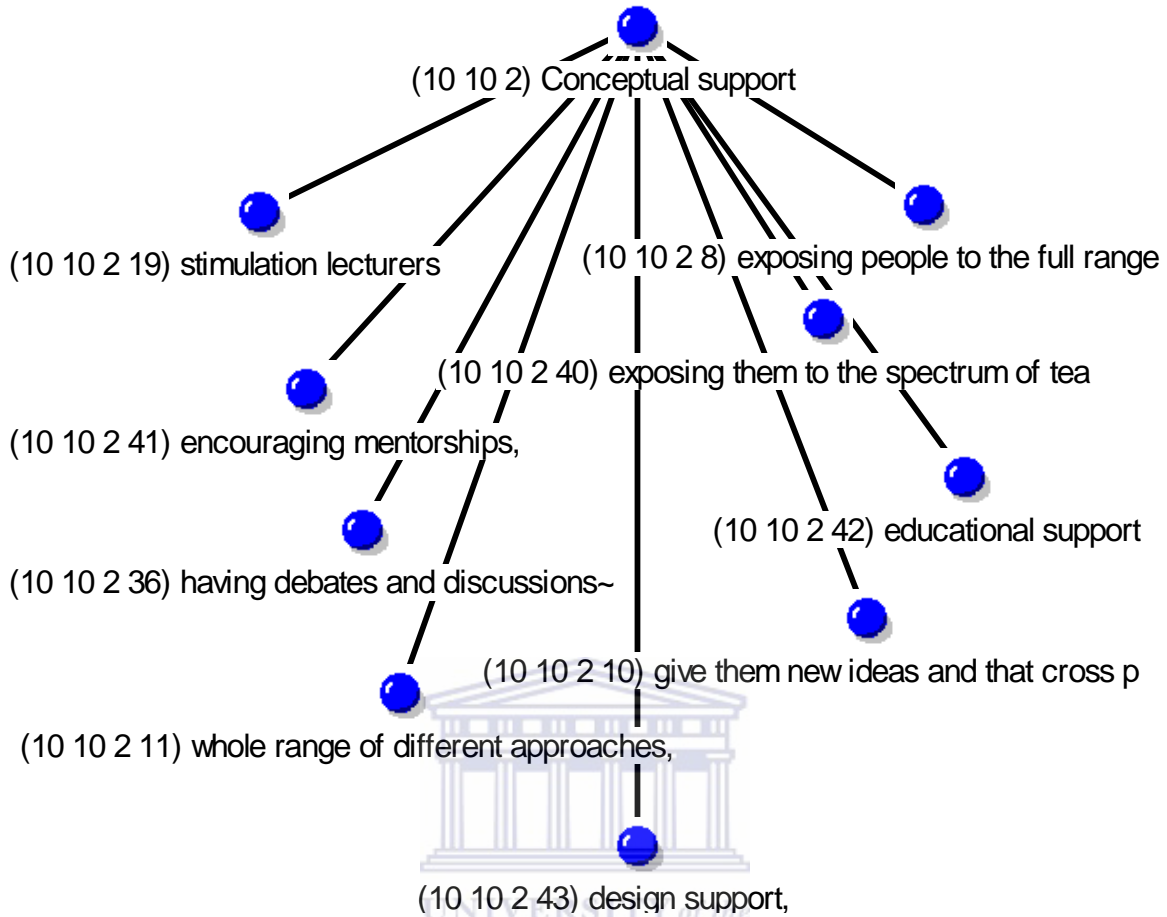 (10 10 2) Conceptual support
(10 10 2 19) stimulation lecturers
(10 10 2 8) exposing people to the full range
(10 10 2 40) exposing them to the spectrum of tea
(10 10 2 41) encouraging mentorships,
(10 10 2 42) educational support
(10 10 2 36) having debates and discussions~
(10 10 2 10) give them new ideas and that cross p
(10 10 2 11) whole range of different approaches,
(10 10 2 43) design support,
UNIVERSITY of the